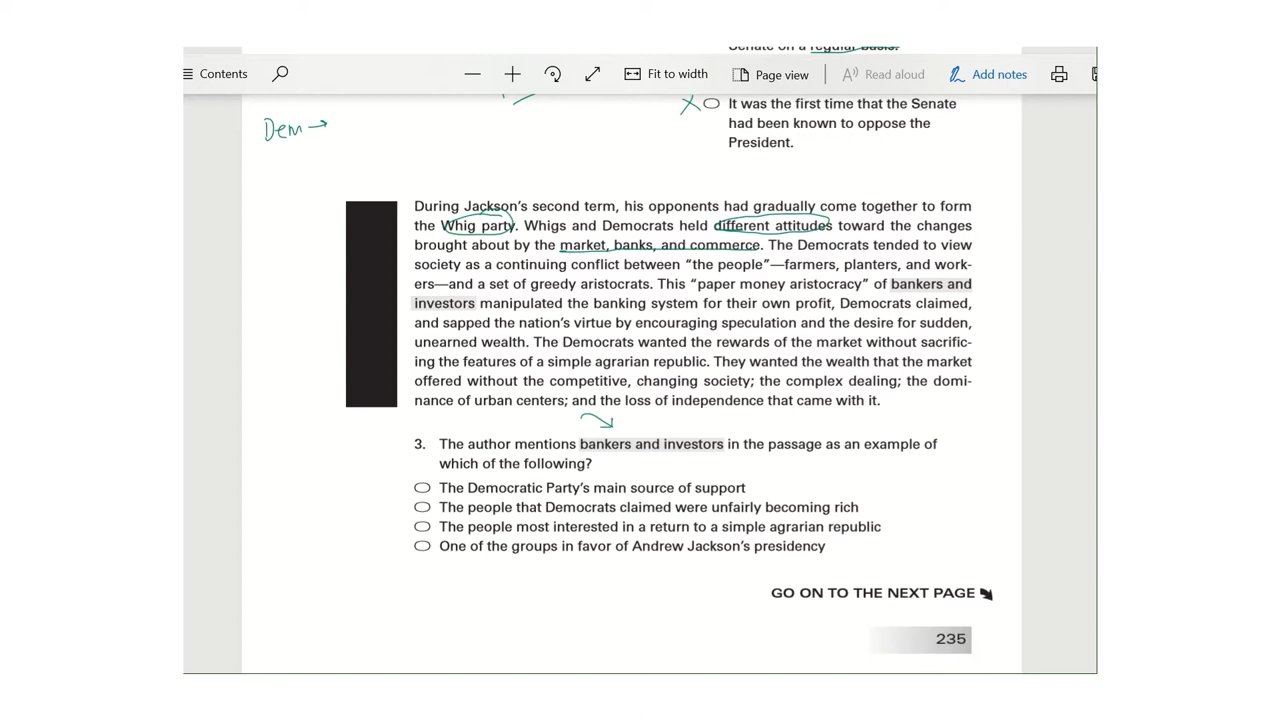 Senate on a regular basis.
Contents
Fit to width
Page view
Read aloud
Add notes
It was the first time that the Senate
had been known to oppose the
President.
Dem →
During Jackson's second term, his opponents had gradually come together to form
the Whig party. Whigs and Democrats held different attitudes toward the changes
brought about by the market, banks, and commerce. The Democrats tended to view
society as a continuing conflict between "the people"—farmers, planters, and work-
ers—and a set of greedy aristocrats. This "paper money aristocracy" of bankers and
investors manipulated the banking system for their own profit, Democrats claimed,
and sapped the nation's virtue by encouraging speculation and the desire for sudden,
unearned wealth. The Democrats wanted the rewards of the market without sacrific-
ing the features of a simple agrarian republic. They wanted the wealth that the market
offered without the competitive, changing society; the complex dealing; the domi-
nance of urban centers; and the loss of independence that came with it.
3. The author mentions bankers and investors in the passage as an example of
which of the following?
The Democratic Party's main source of support
The people that Democrats claimed were unfairly becoming rich
The people most interested in a return to a simple agrarian republic
One of the groups in favor of Andrew Jackson's presidency
GO ON TO THE NEXT PAGE
235